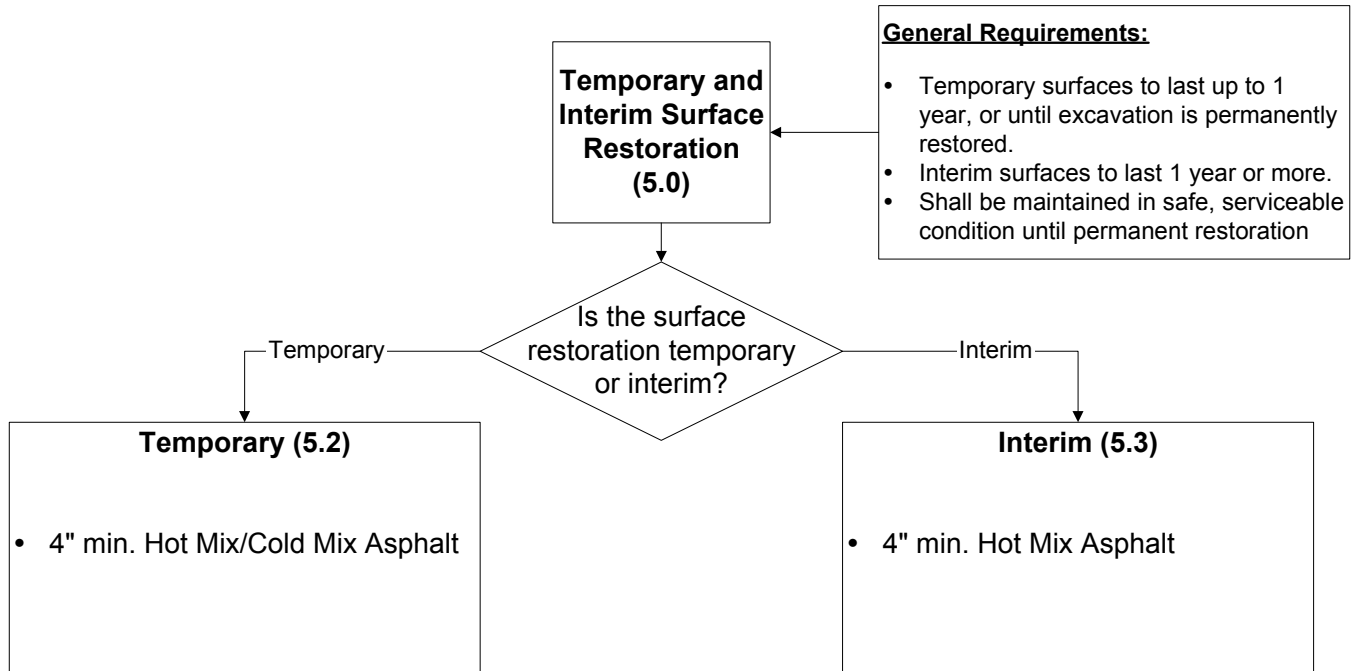 General Requirements:
• Temporary surfaces to last up to 1
year, or until excavation is permanently
restored.
• Interim surfaces to last 1 year or more.
• Shall be maintained in safe, serviceable
condition until permanent restoration
Temporary and
Interim Surface
Restoration
(5.0)
Is the surface
restoration temporary
or interim?
Temporary
Interim
Temporary (5.2)
• 4" min. Hot Mix/Cold Mix Asphalt
Interim (5.3)
• 4" min. Hot Mix Asphalt